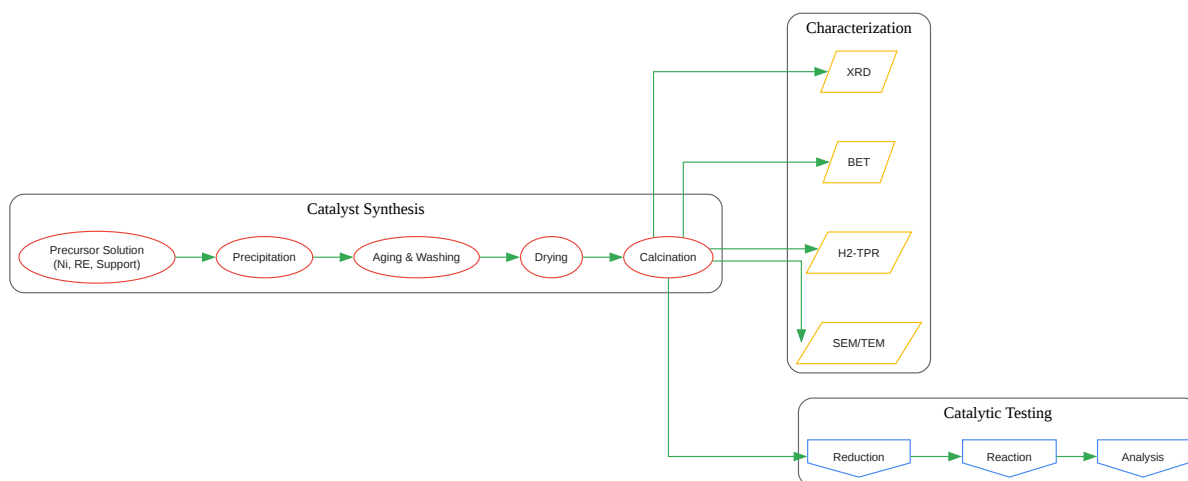 Characterization
XRD
BET
Catalyst Synthesis
Precursor Solution
(Ni, RE, Support)
Precipitation
Aging & Washing
Drying
Calcination
H2-TPR
SEM/TEM
Catalytic Testing
Reduction
Reaction
Analysis